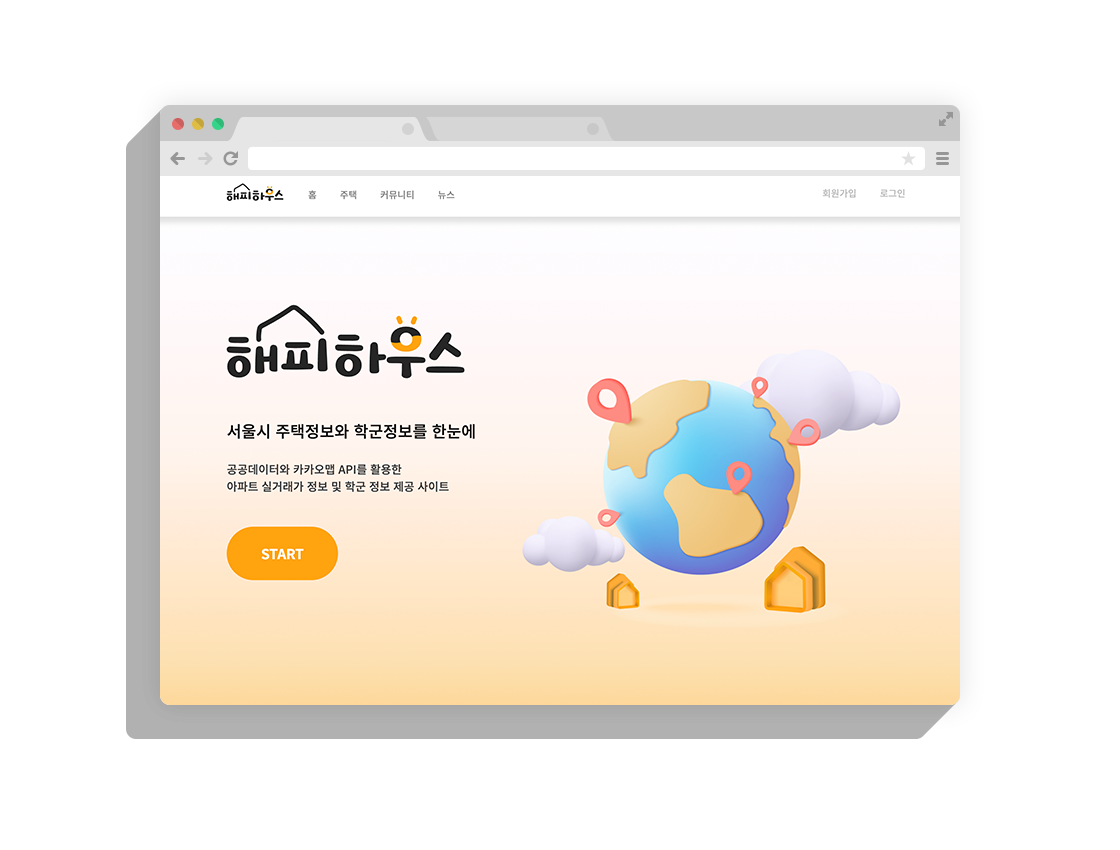 해피하우스 홈 주택 커뮤니티 뉴스 회원가입 로그인
해피하우스
서울시 주택정보와 학군정보를 한눈에
공공데이터와 카카오맵 API를 활용한
아파트 실거래가 정보 및 학군 정보 제공 사이트
START